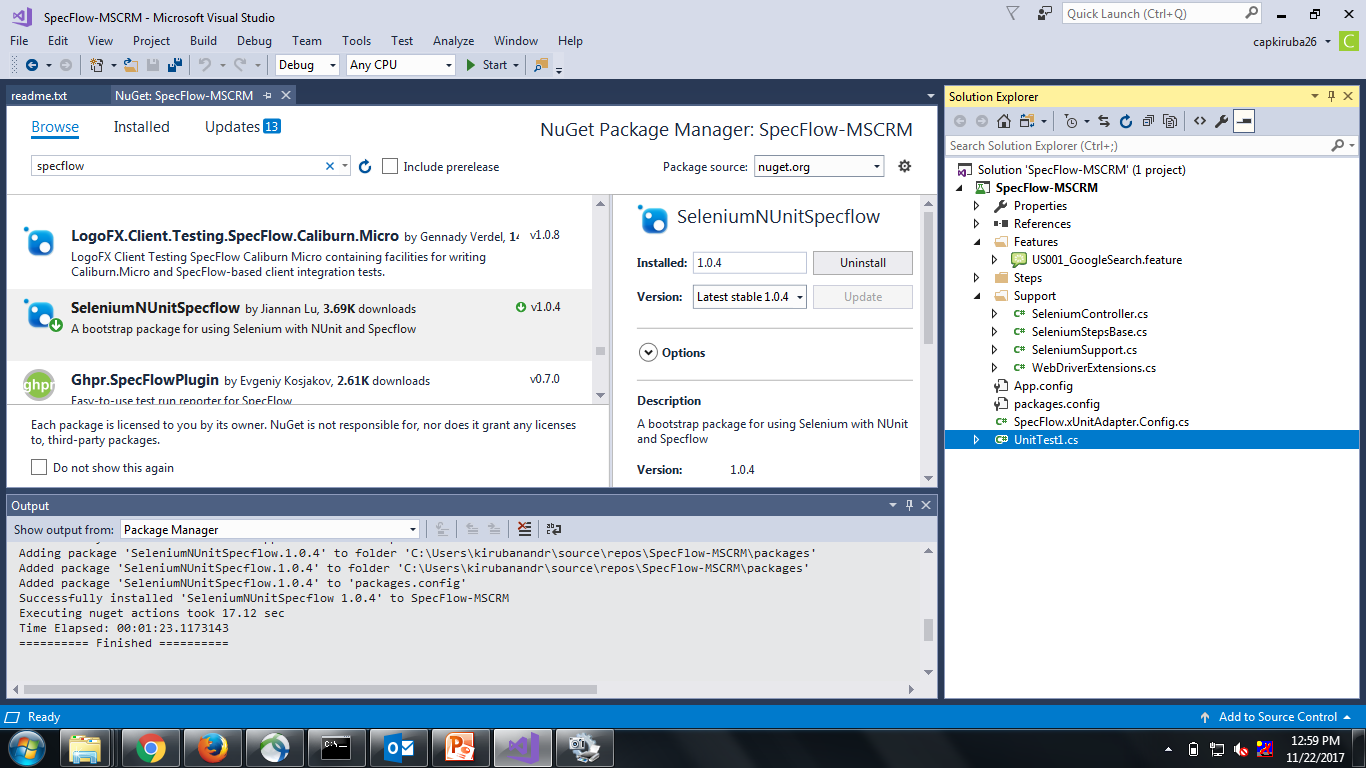 SpecFlow-MSCRM - Microsoft Visual Studio
Quick Launch (Ctrl+Q)
File Edit View Project Build Debug Team Tools Test Analyze Window Help
capkiruba26 C
Debug Any CPU Start
readme.txt NuGet: SpecFlow-MSCRM
Browse Installed Updates 13
NuGet Package Manager: SpecFlow-MSCRM
specflow
Include prerelease
Package source: nuget.org
LogoFX.Client.Testing.SpecFlow.Caliburn.Micro by Gennady Verdel, v1.0.8
LogoFX Client Testing SpecFlow Caliburn Micro containing facilities for writing
Caliburn.Micro and SpecFlow-based client integration tests.
SeleniumNUnitSpecflow by Jiannan Lu, 3.69K downloads v1.0.4
A bootstrap package for using Selenium with NUnit and Specflow
ghpr
Ghpr.SpecFlowPlugin by Evgeniy Kosjakov, 2.61K downloads v0.7.0
Easy-to-use test run reporter for SpecFlow
Each package is licensed to you by its owner. NuGet is not responsible for, nor does it grant any licenses
to, third-party packages.
Do not show this again
SeleniumNUnitSpecflow
Installed: 1.0.4 Uninstall
Version: Latest stable 1.0.4 Update
Options
Description
A bootstrap package for using Selenium with NUnit
and Specflow
Version: 1.0.4
Output
Show output from: Package Manager
Adding package 'SeleniumNUnitSpecflow.1.0.4' to folder 'C:\Users\kirubanandr\source\repos\SpecFlow-MSCRM\packages'
Added package 'SeleniumNUnitSpecflow.1.0.4' to folder 'C:\Users\kirubanandr\source\repos\SpecFlow-MSCRM\packages'
Added package 'SeleniumNUnitSpecflow.1.0.4' to 'packages.config'
Successfully installed 'SeleniumNUnitSpecflow 1.0.4' to SpecFlow-MSCRM
Executing nuget actions took 17.12 sec
Time Elapsed: 00:01:23.1173143
========== Finished ==========
Solution Explorer
Search Solution Explorer (Ctrl+;)
Solution 'SpecFlow-MSCRM' (1 project)
SpecFlow-MSCRM
Properties
References
Features
US001_GoogleSearch.feature
Steps
Support
C# SeleniumController.cs
C# SeleniumStepsBase.cs
C# SeleniumSupport.cs
C# WebDriverExtensions.cs
App.config
packages.config
C# SpecFlow.xUnitAdapter.Config.cs
C# UnitTest1.cs
Ready
Add to Source Control
12:59 PM
11/22/2017